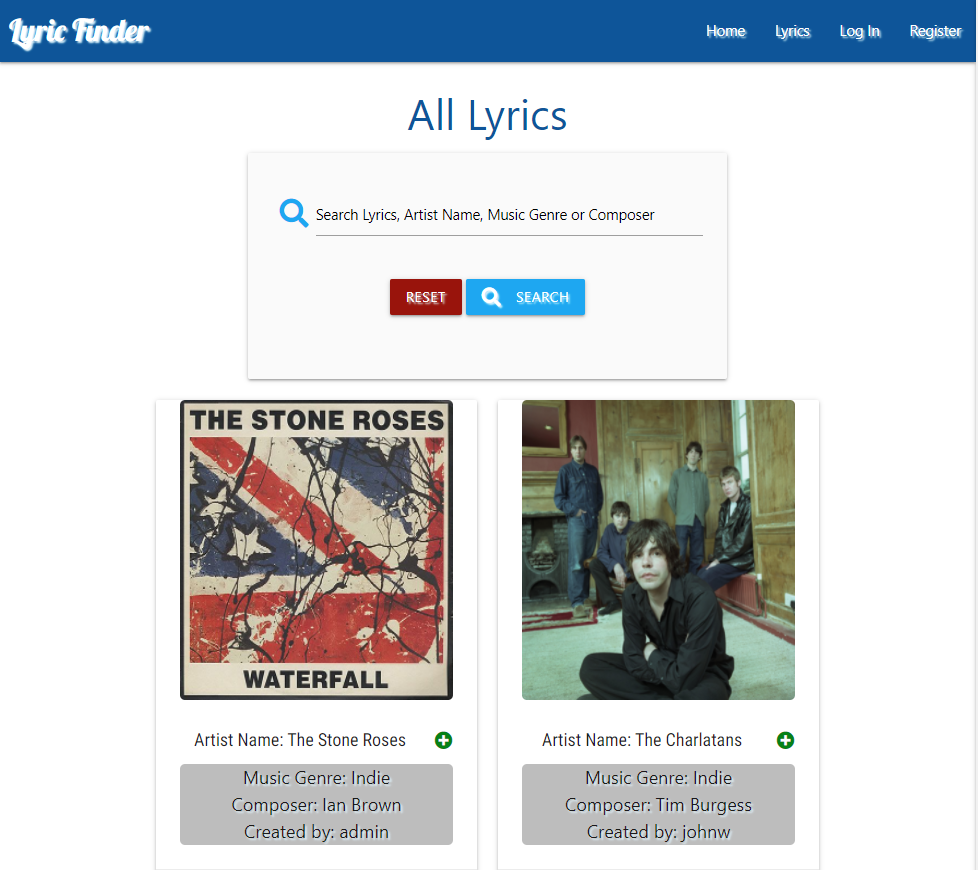 Lyric Finder
Home Lyrics Log In Register
All Lyrics
Search Lyrics, Artist Name, Music Genre or Composer
RESET SEARCH
THE STONE ROSES
WATERFALL
Artist Name: The Stone Roses
Music Genre: Indie
Composer: Ian Brown
Created by: admin
Artist Name: The Charlatans
Music Genre: Indie
Composer: Tim Burgess
Created by: johnw